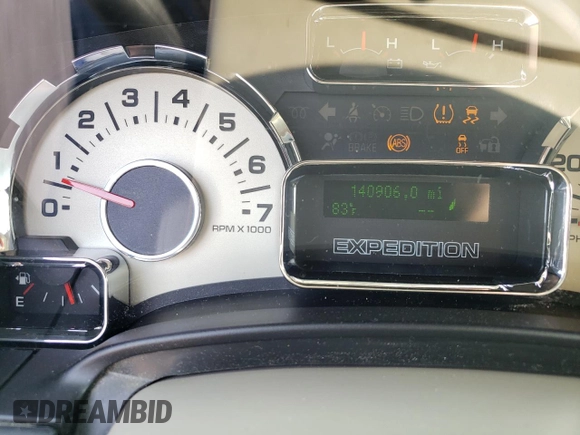 L H L H
BRAKE ABS OFF
0 1 2 3 4 5 6 7
RPM X 1000
20
140906.0 mi
83°F --
EXPEDITION
E
DREAMBID